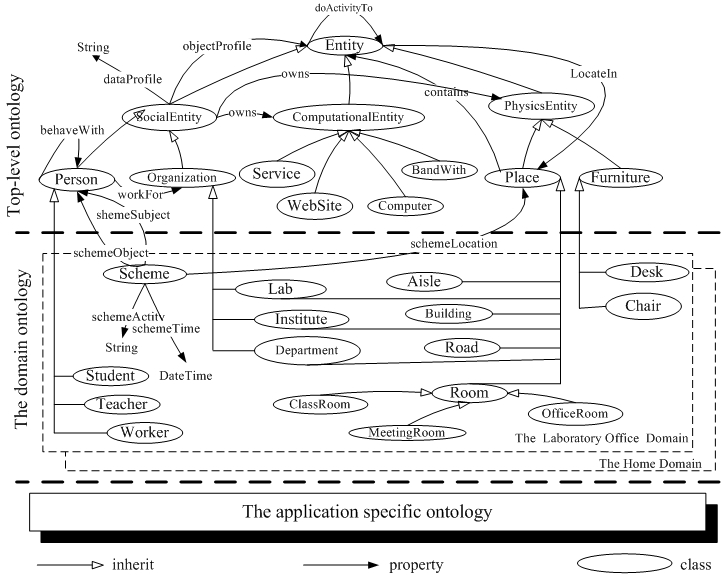 doActivityTo
String
objectProfile
Entity
dataProfile
owns
LocateIn
contains
SocialEntity
owns
ComputationalEntity
PhysicsEntity
behaveWith
Top-level ontology
Person
Organization
Service
BandWith
Place
Furniture
workFor
WebSite
Computer
shemeSubject
schemeObject
schemeLocation
Scheme
Lab
Aisle
Desk
The domain ontology
schemeActiv
schemeTime
Institute
Building
Chair
String
Department
Road
DateTime
Student
Room
Teacher
ClassRoom
OfficeRoom
Worker
MeetingRoom
The Laboratory Office Domain
The Home Domain
The application specific ontology
inherit
property
class